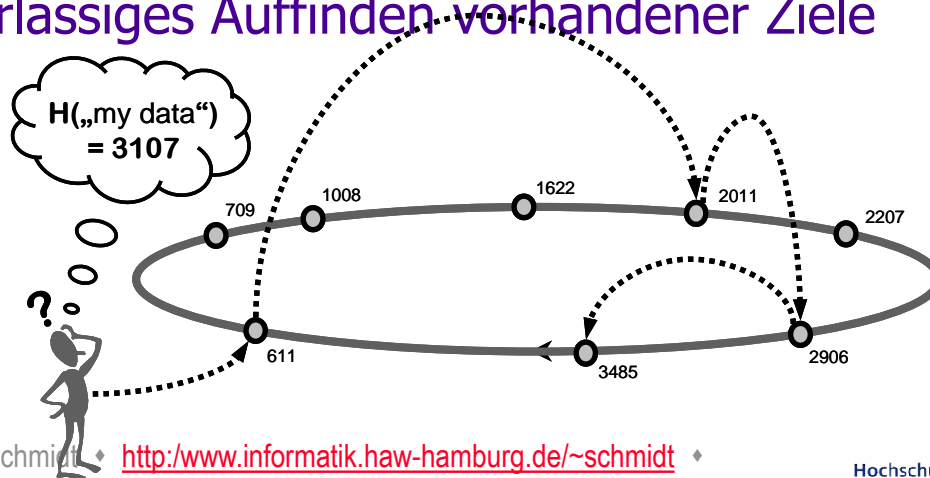 rlässiges Auffinden vorhandener Ziele
H(„my data“)
= 3107
709
1008
1622
2011
2207
?
611
3485
2906
chmidt ♦ http:/www.informatik.haw-hamburg.de/~schmidt ♦
Hochschu